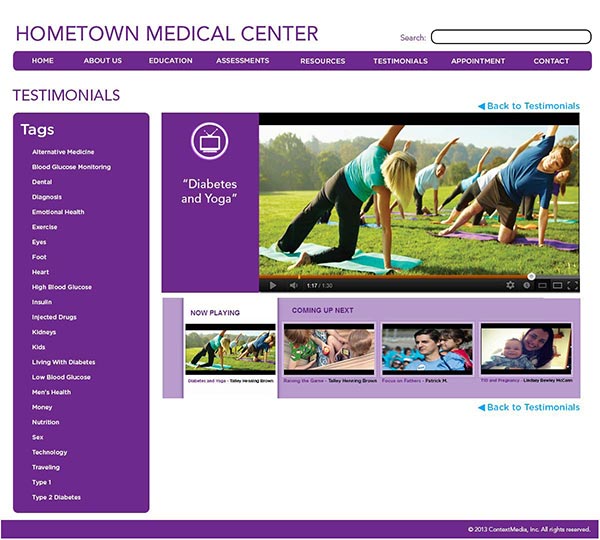 HOMETOWN MEDICAL CENTER
Search:
HOME ABOUT US EDUCATION ASSESSMENTS RESOURCES TESTIMONIALS APPOINTMENT CONTACT
TESTIMONIALS
Back to Testimonials
Tags
Alternative Medicine
Blood Glucose Monitoring
Dental
Diagnosis
Emotional Health
Exercise
Eyes
Foot
Heart
High Blood Glucose
Insulin
Injected Drugs
Kidneys
Kids
Living With Diabetes
Low Blood Glucose
Men's Health
Money
Nutrition
Sex
Technology
Traveling
Type 1
Type 2 Diabetes
“Diabetes
and Yoga”
1:17 / 1:30
NOW PLAYING
COMING UP NEXT
Diabetes and Yoga - Talley Henning Brown
Raising the Game - Talley Henning Brown
Focus on Fathers - Patrick M.
T1D and Pregnancy - Lindsay Bewley McCann
Back to Testimonials
© 2013 ContextMedia, Inc. All rights reserved.